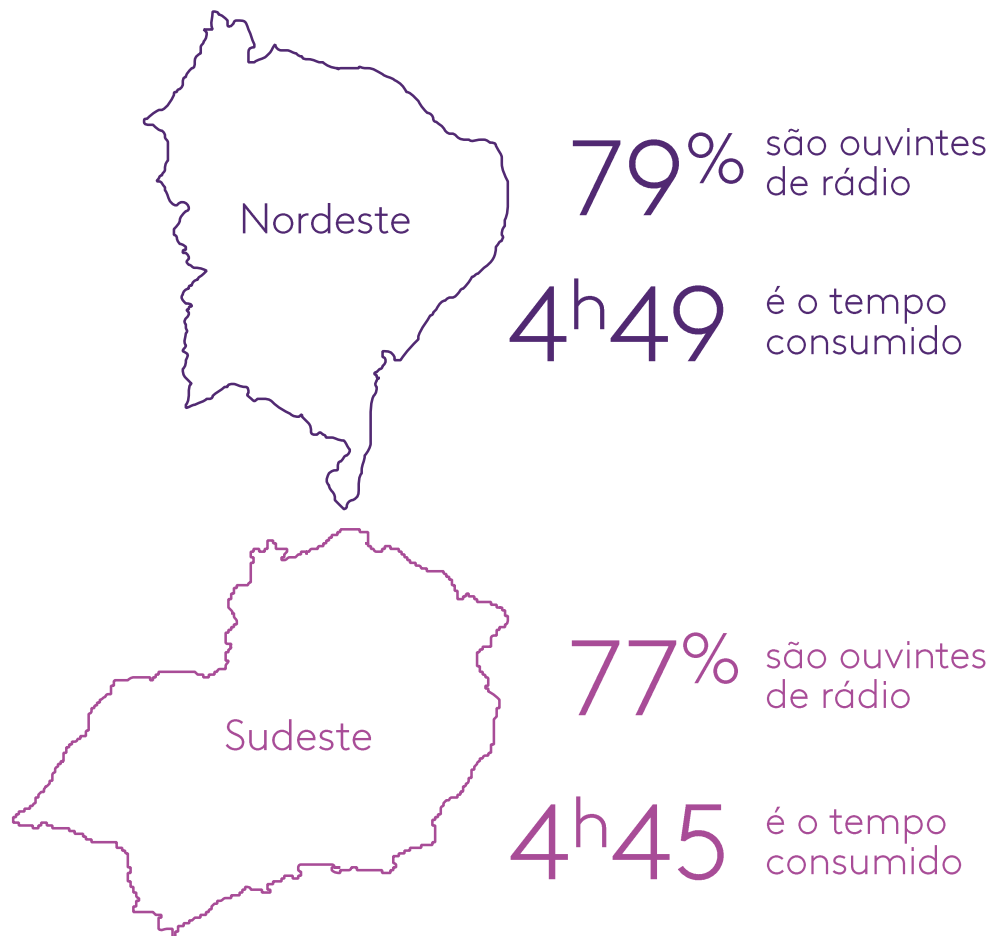 Nordeste
79% são ouvintes
de rádio
4h49 é o tempo
consumido
Sudeste
77% são ouvintes
de rádio
4h45 é o tempo
consumido